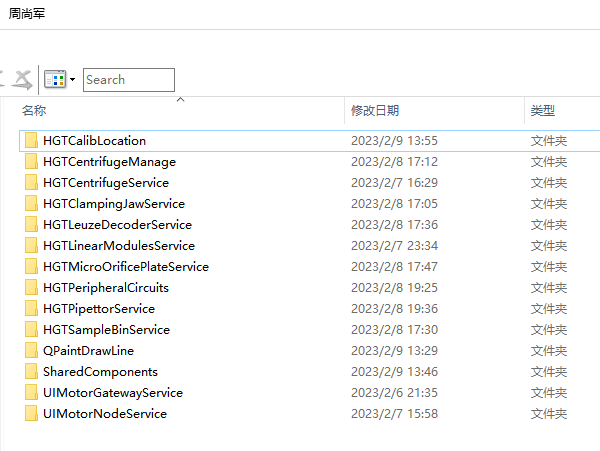 周尚军
Search
名称 修改日期 类型
HGTCalibLocation 2023/2/9 13:55 文件夹
HGTCentrifugeManage 2023/2/8 17:12 文件夹
HGTCentrifugeService 2023/2/7 16:29 文件夹
HGTClampingJawService 2023/2/8 17:05 文件夹
HGTLeuzeDecoderService 2023/2/8 17:36 文件夹
HGTLinearModulesService 2023/2/7 23:34 文件夹
HGTMicroOrificePlateService 2023/2/8 17:47 文件夹
HGTPeripheralCircuits 2023/2/8 19:25 文件夹
HGTPipettorService 2023/2/8 19:36 文件夹
HGTSampleBinService 2023/2/8 17:30 文件夹
QPaintDrawLine 2023/2/9 13:29 文件夹
SharedComponents 2023/2/9 13:46 文件夹
UIMotorGatewayService 2023/2/6 21:35 文件夹
UIMotorNodeService 2023/2/7 15:58 文件夹